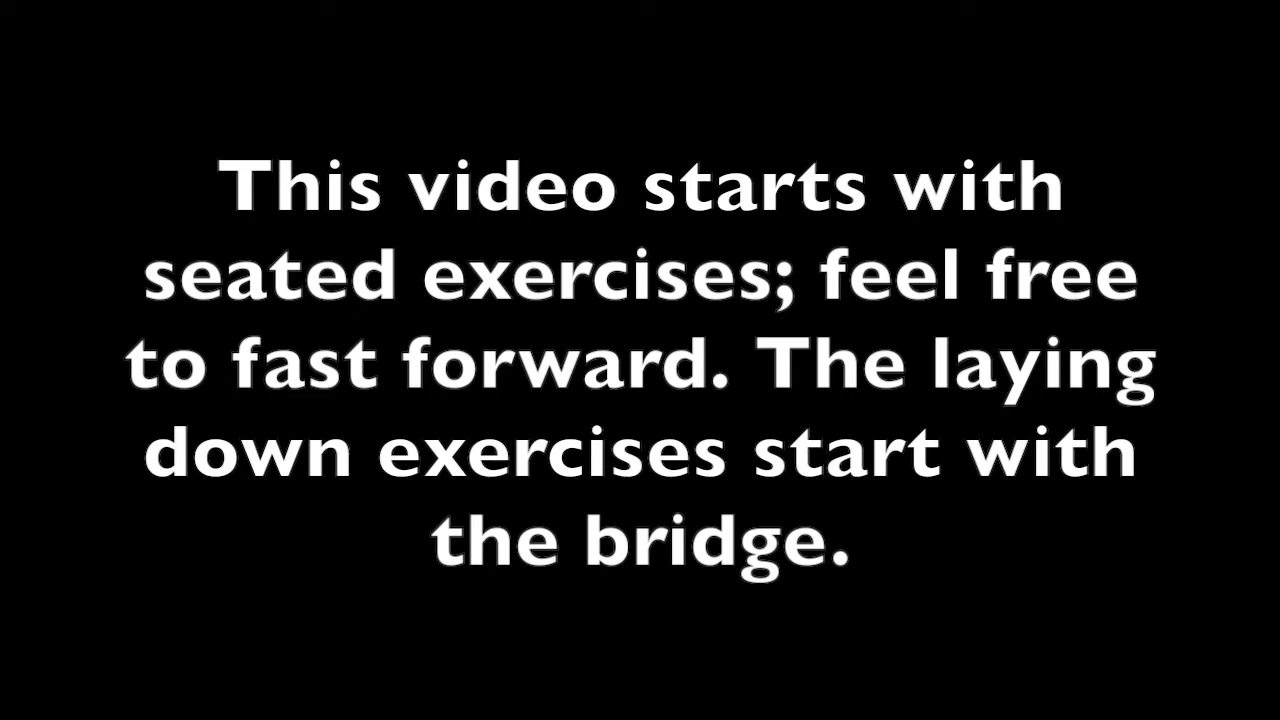 This video starts with
seated exercises; feel free
to fast forward. The laying
down exercises start with
the bridge.